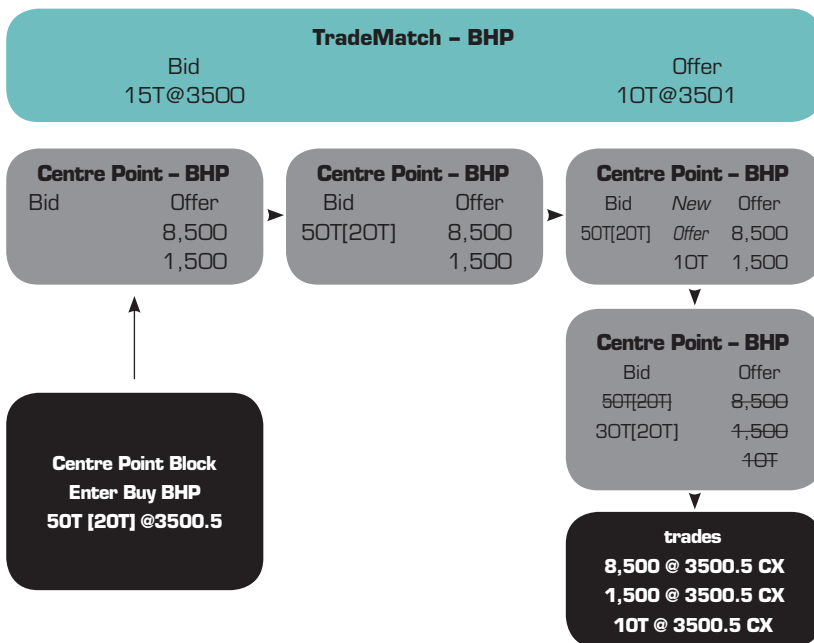 TradeMatch – BHP
Bid Offer
15T@3500 10T@3501
Centre Point – BHP
Bid Offer
8,500
1,500
Centre Point – BHP
Bid Offer
50T[20T] 8,500
1,500
Centre Point – BHP
Bid New Offer
50T[20T] Offer 8,500
10T 1,500
Centre Point – BHP
Bid Offer
50T[20T] 8,500
30T[20T] 1,500
10T
Centre Point Block
Enter Buy BHP
50T [20T] @3500.5
trades
8,500 @ 3500.5 CX
1,500 @ 3500.5 CX
10T @ 3500.5 CX